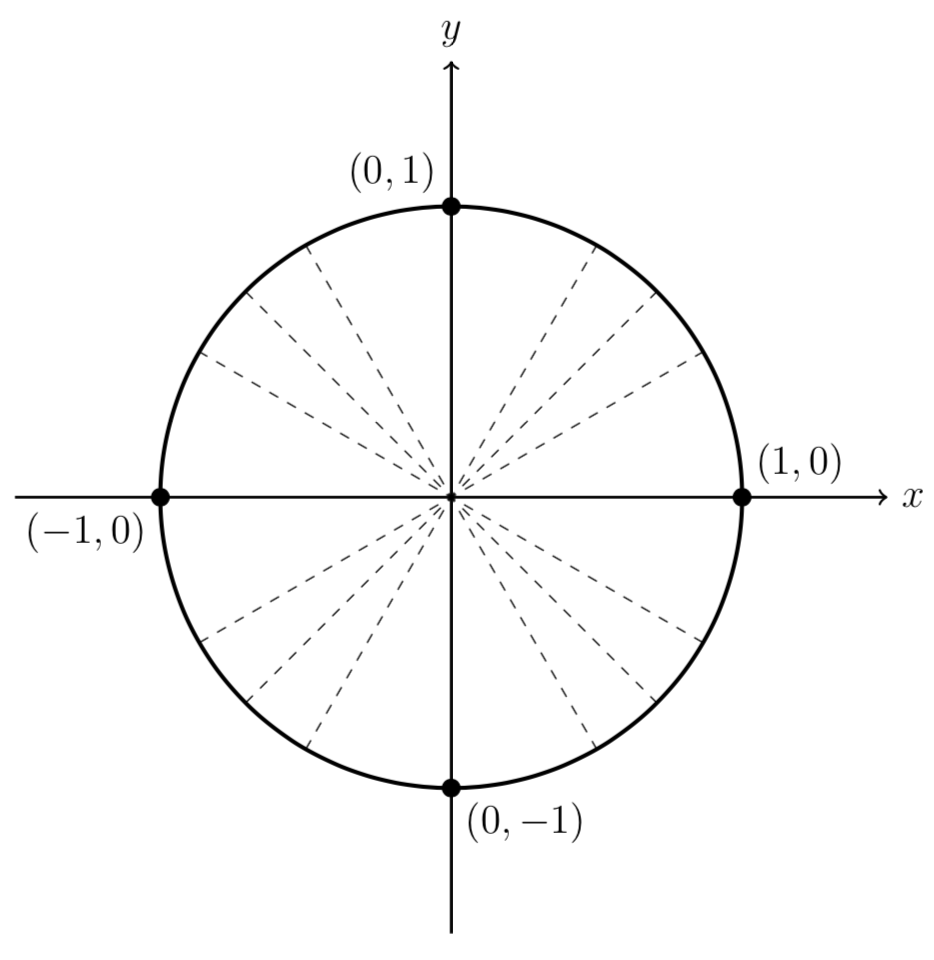 y
(0, 1)
(1, 0)
x
(−1, 0)
(0, −1)